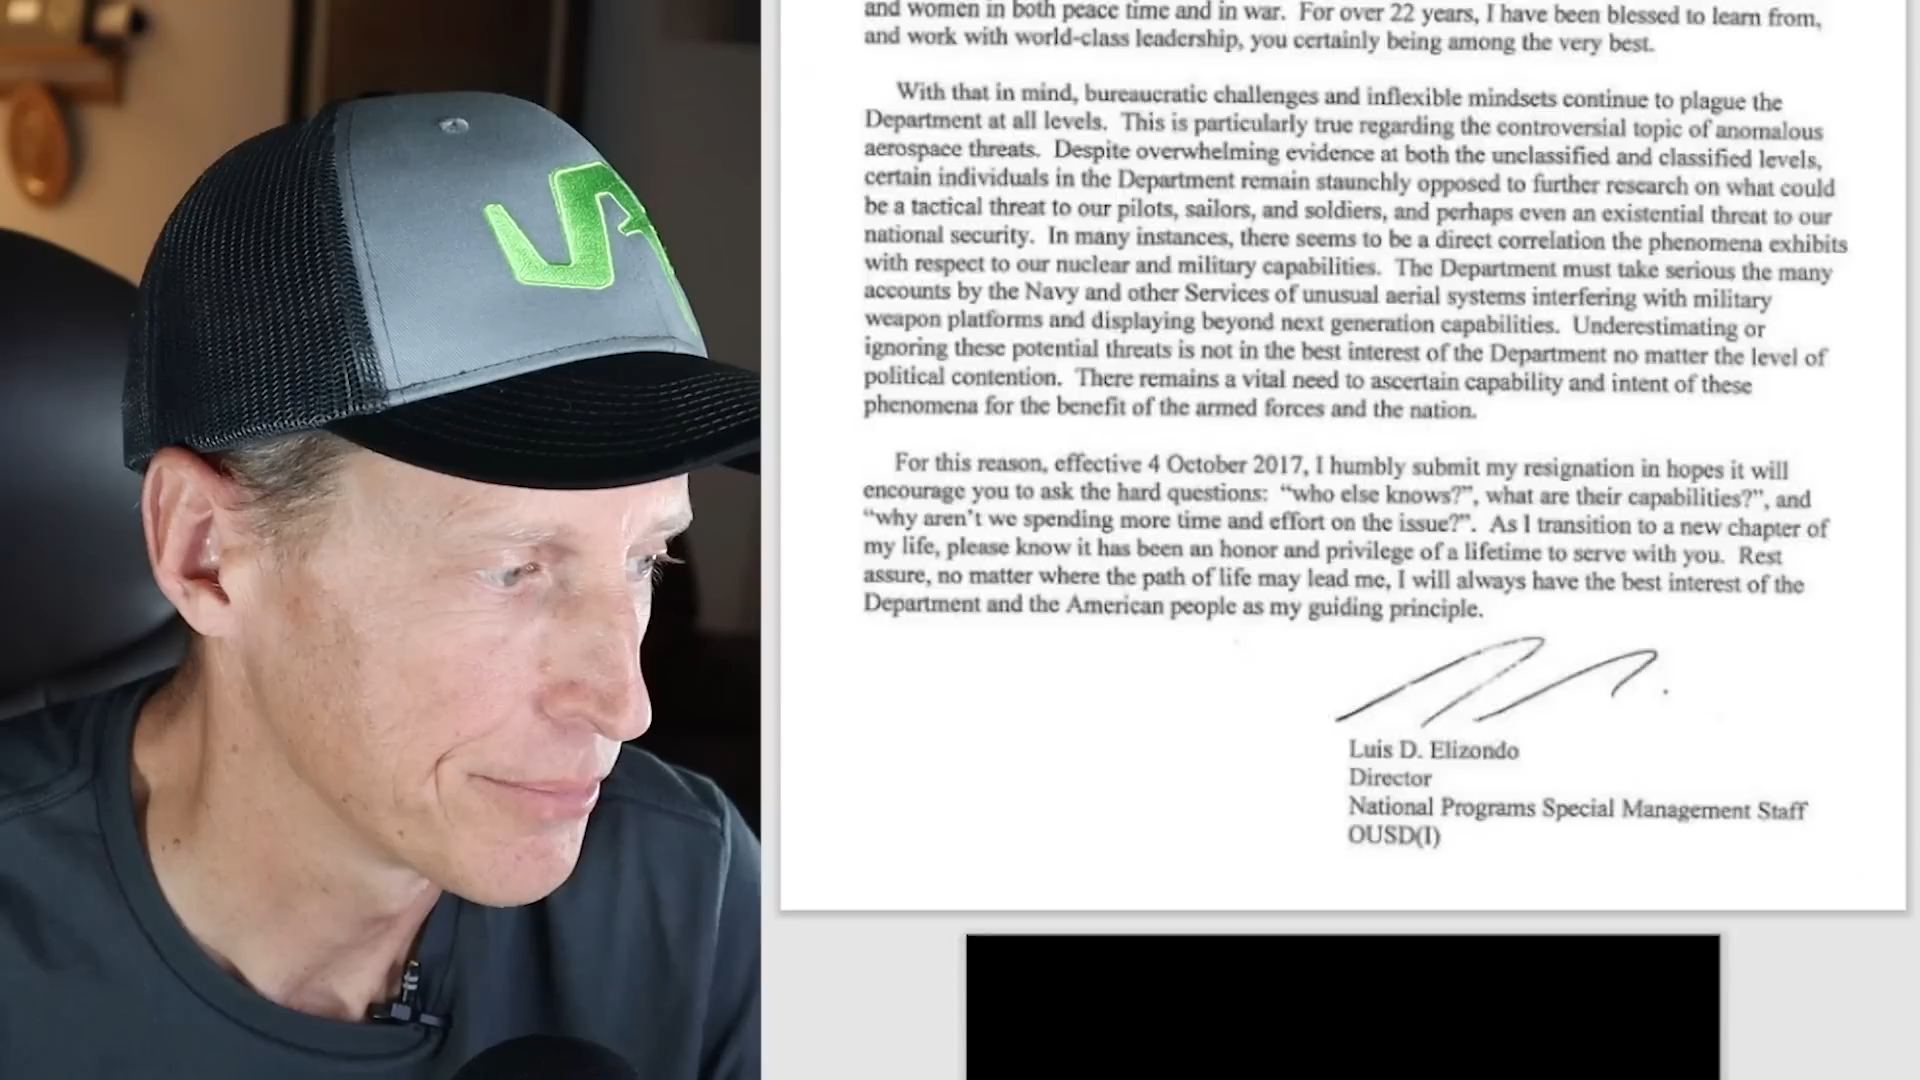 and women in both peace time and in war. For over 22 years, I have been blessed to learn from,
and work with world-class leadership, you certainly being among the very best.
With that in mind, bureaucratic challenges and inflexible mindsets continue to plague the
Department at all levels. This is particularly true regarding the controversial topic of anomalous
aerospace threats. Despite overwhelming evidence at both the unclassified and classified levels,
certain individuals in the Department remain staunchly opposed to further research on what could
be a tactical threat to our pilots, sailors, and soldiers, and perhaps even an existential threat to our
national security. In many instances, there seems to be a direct correlation the phenomena exhibits
with respect to our nuclear and military capabilities. The Department must take serious the many
accounts by the Navy and other Services of unusual aerial systems interfering with military
weapon platforms and displaying beyond next generation capabilities. Underestimating or
ignoring these potential threats is not in the best interest of the Department no matter the level of
political contention. There remains a vital need to ascertain capability and intent of these
phenomena for the benefit of the armed forces and the nation.
For this reason, effective 4 October 2017, I humbly submit my resignation in hopes it will
encourage you to ask the hard questions: “who else knows?”, what are their capabilities?”, and
“why aren’t we spending more time and effort on the issue?”. As I transition to a new chapter of
my life, please know it has been an honor and privilege of a lifetime to serve with you. Rest
assure, no matter where the path of life may lead me, I will always have the best interest of the
Department and the American people as my guiding principle.
Luis D. Elizondo
Director
National Programs Special Management Staff
OUSD(I)